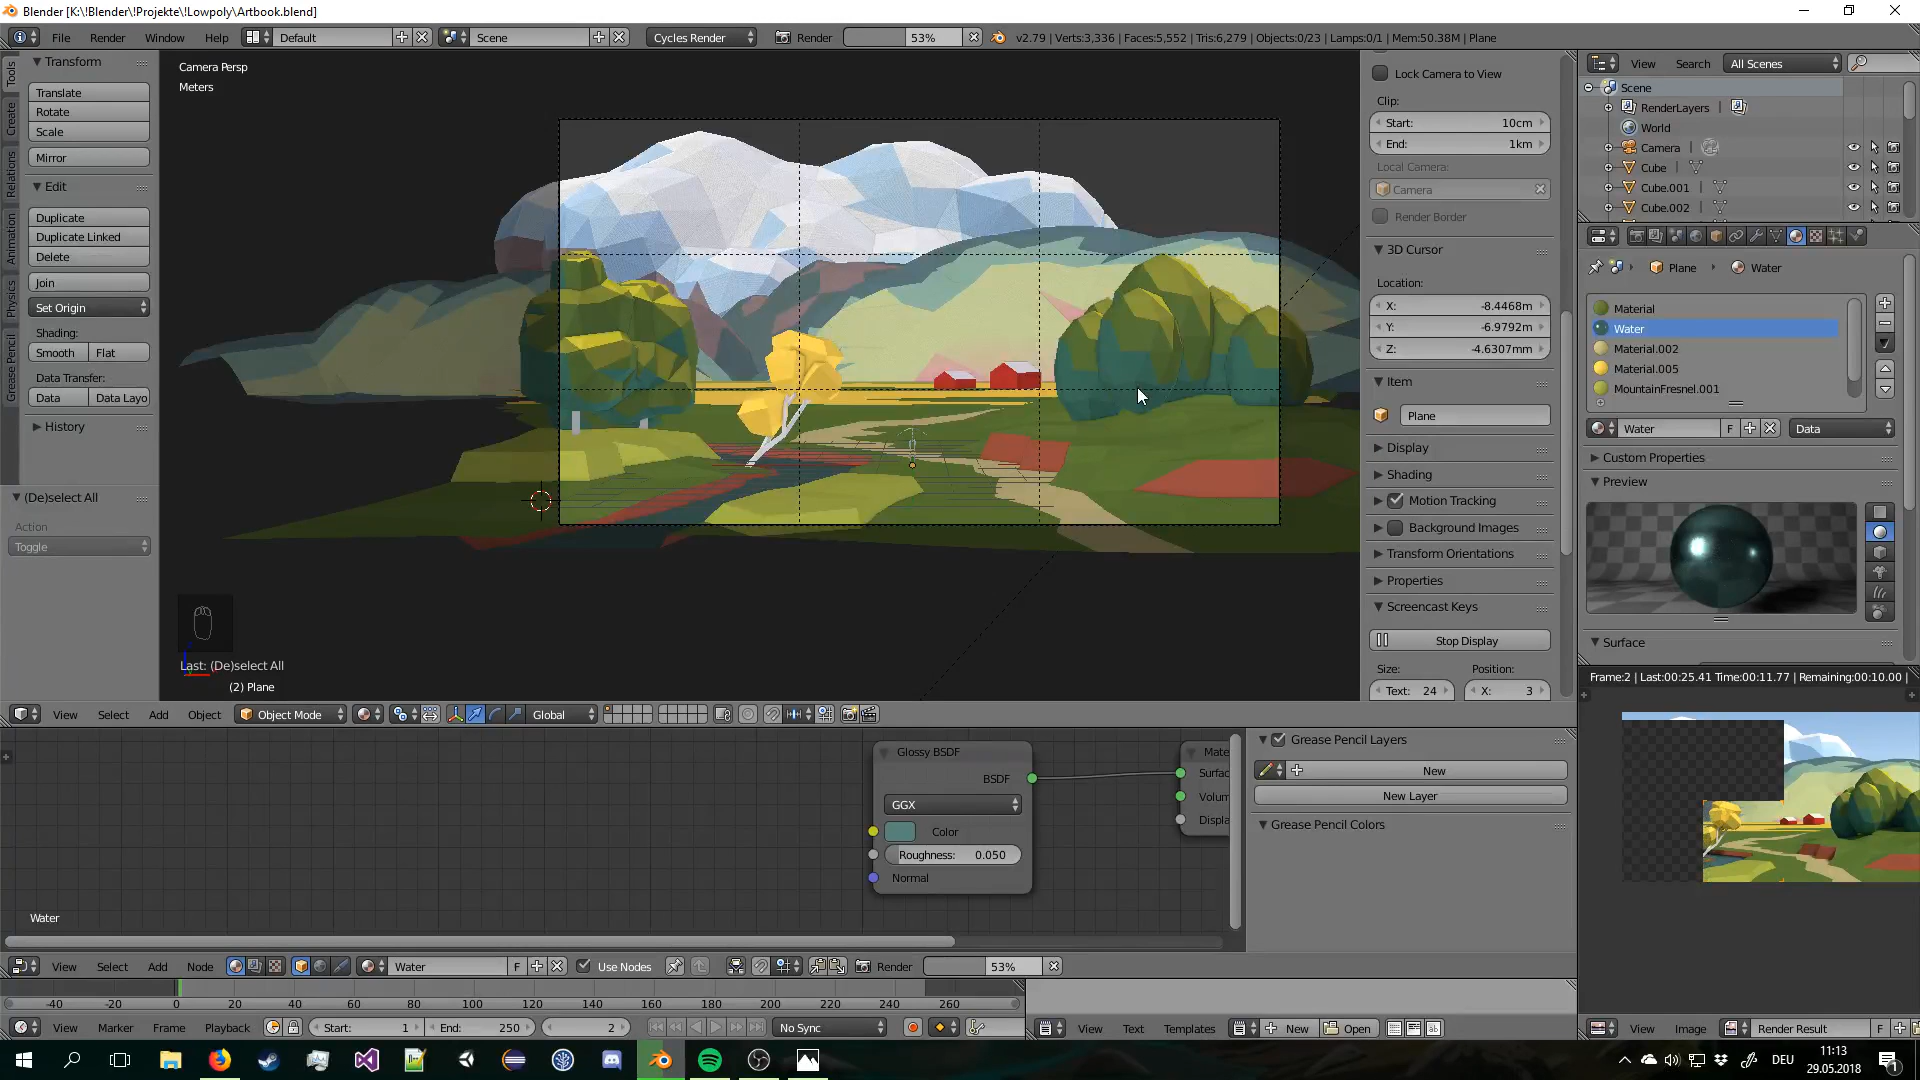 Blender [K:\!Blender\!Projekte\!Lowpoly\Artbook.blend]
File Render Window Help Default Scene Cycles Render Render 53% v2.79 | Verts:3,336 | Faces:5,552 | Tris:6,279 | Objects:0/23 | Lamps:0/1 | Mem:50.38M | Plane
Tools
Create
Relations
Animation
Physics
Grease Pencil
Transform
Translate
Rotate
Scale
Mirror
Edit
Duplicate
Duplicate Linked
Delete
Join
Set Origin
Shading:
Smooth Flat
Data Transfer:
Data Data Layo
History
(De)select All
Action
Toggle
Camera Persp
Meters
Last: (De)select All
(2) Plane
Lock Camera to View
Clip:
Start: 10cm
End: 1km
Local Camera:
Camera
Render Border
3D Cursor
Location:
X: -8.4468m
Y: -6.9792m
Z: -4.6307mm
Item
Plane
Display
Shading
Motion Tracking
Background Images
Transform Orientations
Properties
Screencast Keys
Stop Display
Size: Position:
Text: 24 X: 3
View Search All Scenes
Scene
RenderLayers
World
Camera
Cube
Cube.001
Cube.002
Plane Water
Material
Water
Material.002
Material.005
MountainFresnel.001
Water F Data
Custom Properties
Preview
Surface
Frame:2 | Last:00:25.41 Time:00:11.77 | Remaining:00:10.00 |
View Select Add Object Object Mode Global
Glossy BSDF
BSDF
GGX
Color
Roughness: 0.050
Normal
Mate
Surfac
Volum
Displa
Water
Grease Pencil Layers
New
New Layer
Grease Pencil Colors
View Select Add Node Water F Use Nodes Render 53%
-40 -20 0 20 40 60 80 100 120 140 160 180 200 220 240 260
View Marker Frame Playback Start: 1 End: 250 2 No Sync
View Text Templates New Open
View Image Render Result F
DEU
11:13
29.05.2018
1